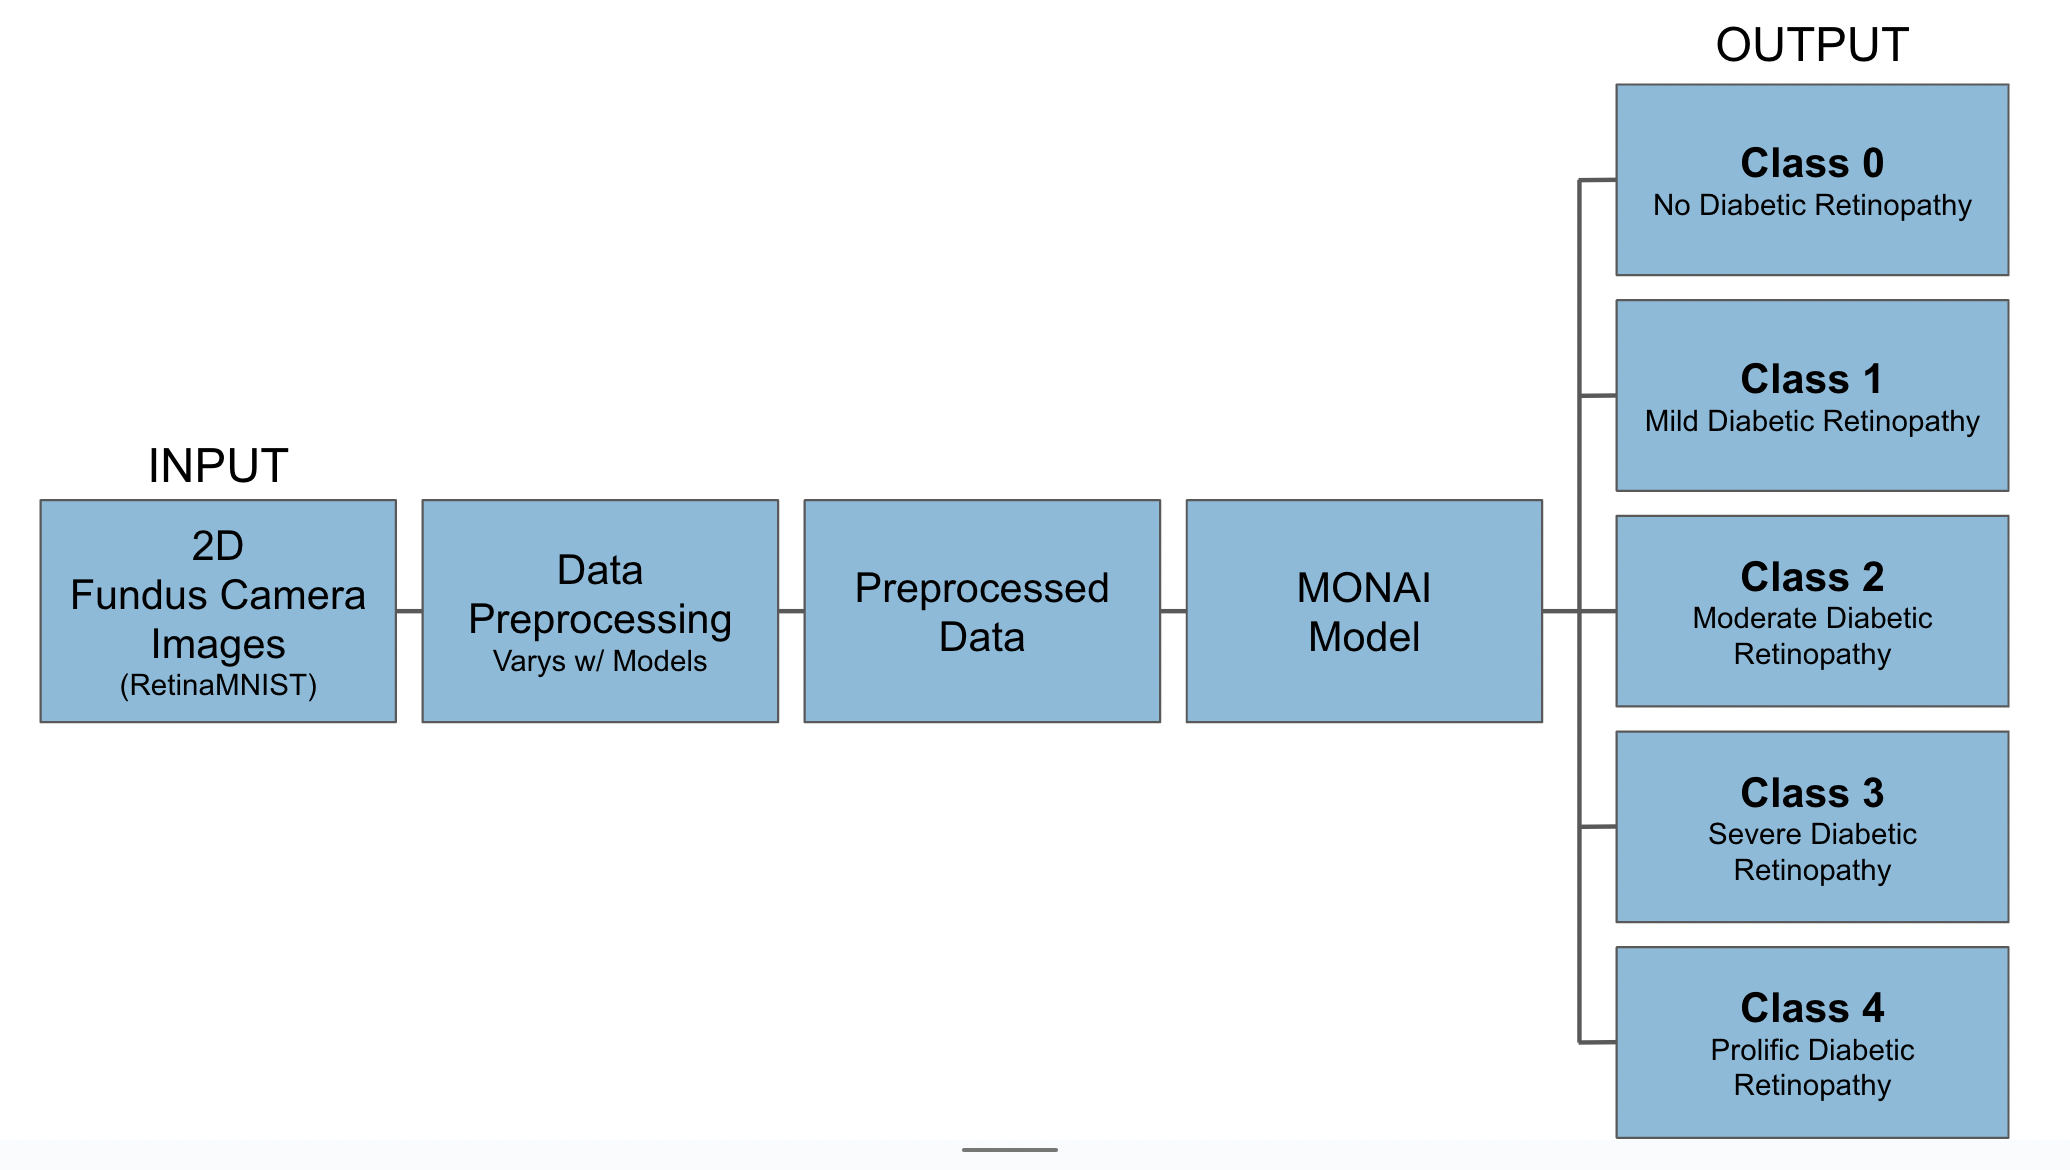 INPUT
2D
Fundus Camera
Images
(RetinaMNIST)
Data
Preprocessing
Varys w/ Models
Preprocessed
Data
MONAI
Model
OUTPUT
Class 0
No Diabetic Retinopathy
Class 1
Mild Diabetic Retinopathy
Class 2
Moderate Diabetic
Retinopathy
Class 3
Severe Diabetic
Retinopathy
Class 4
Prolific Diabetic
Retinopathy